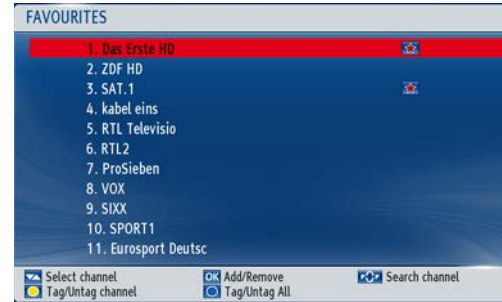 FAVOURITES
1. Das Erste HD
2. ZDF HD
3. SAT.1
4. kabel eins
5. RTL Televisio
6. RTL2
7. ProSieben
8. VOX
9. SIXX
10. SPORT1
11. Eurosport Deutsc
Select channel OK Add/Remove Search channel
Tag/Untag channel Tag/Untag All